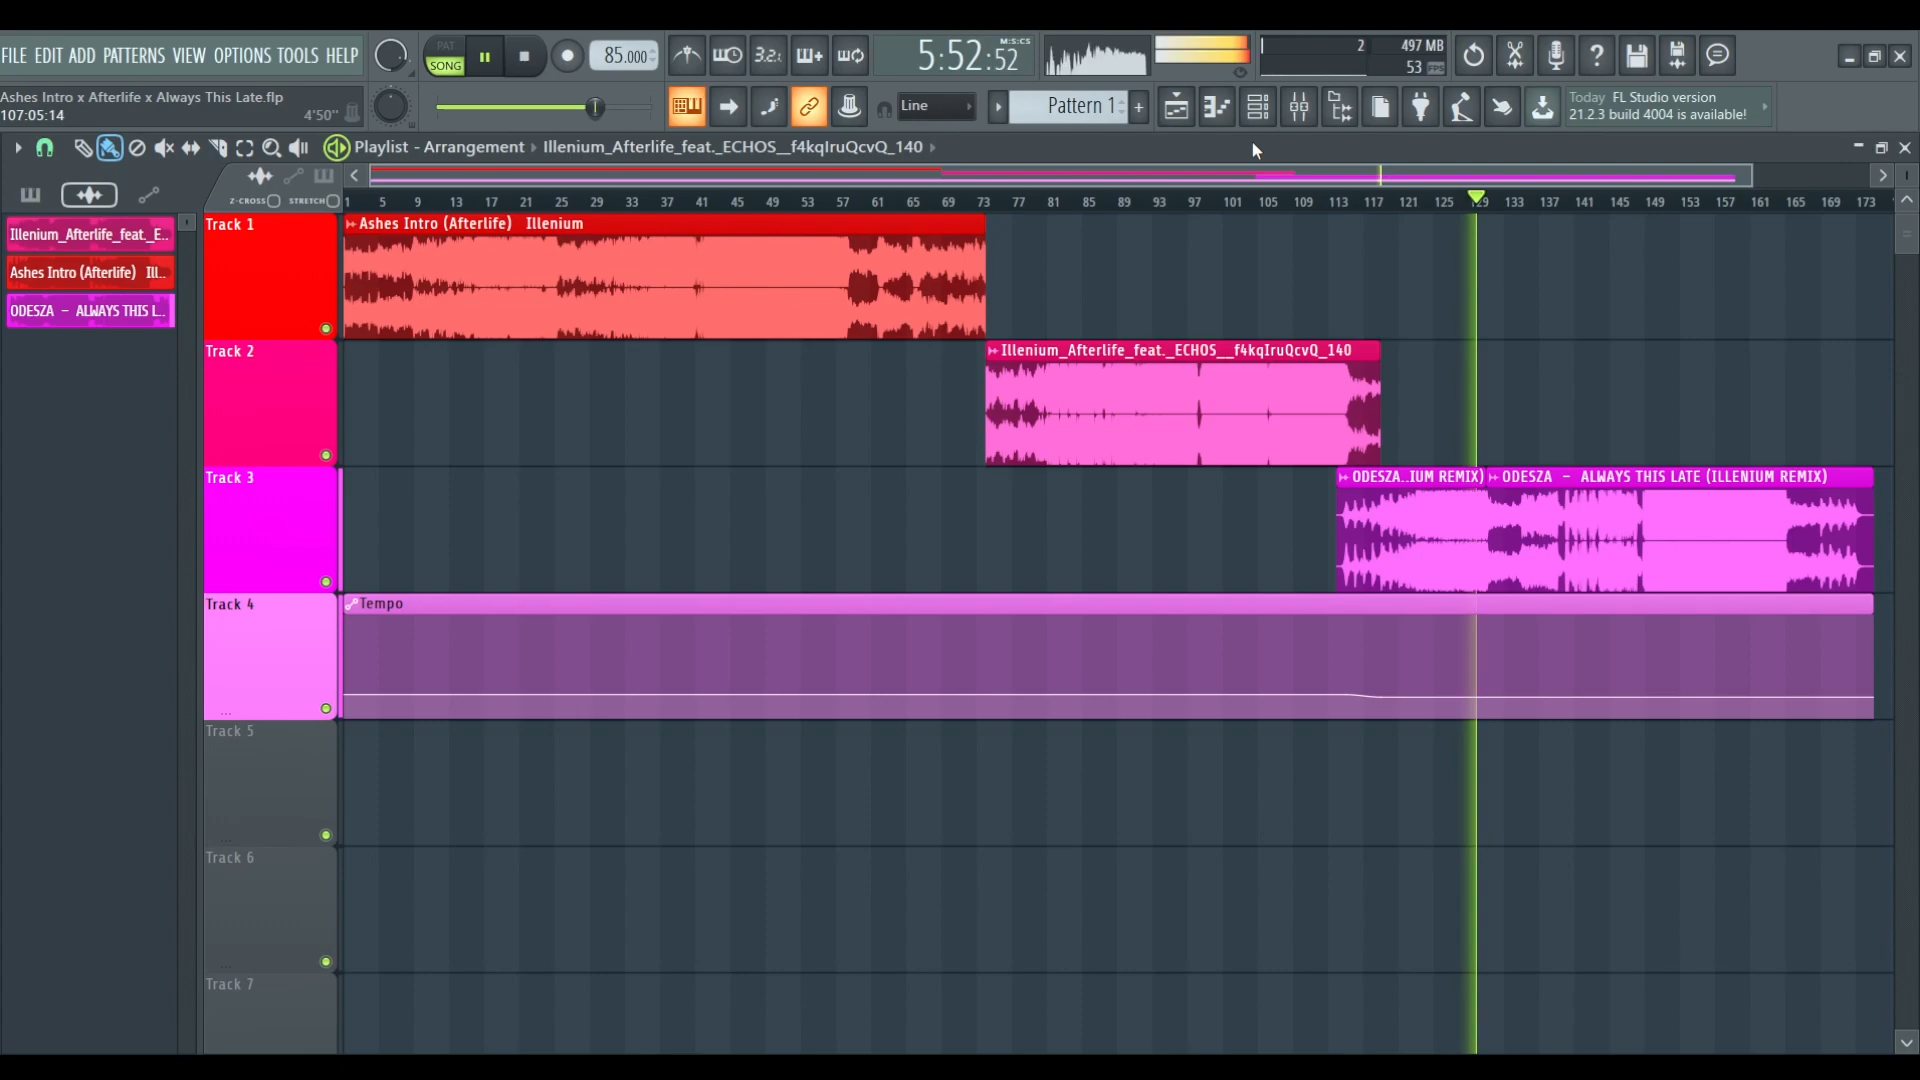 FILE EDIT ADD PATTERNS VIEW OPTIONS TOOLS HELP
PAT
SONG
85.000
3.2.
5:52:52
M:S:CS
2
497 MB
53 FPS
Ashes Intro x Afterlife x Always This Late.flp
107:05:14
4'50"
Line
Pattern 1
Today FL Studio version
21.2.3 build 4004 is available!
Playlist - Arrangement
Illenium_Afterlife_feat._ECHOS__f4kqIruQcvQ_140
Z-CROSS
STRETCH
1 5 9 13 17 21 25 29 33 37 41 45 49 53 57 61 65 69 73 77 81 85 89 93 97 101 105 109 113 117 121 125 129 133 137 141 145 149 153 157 161 165 169 173
Illenium_Afterlife_feat._E..
Ashes Intro (Afterlife) Ill..
ODESZA – ALWAYS THIS L..
Track 1
Ashes Intro (Afterlife) Illenium
Track 2
Illenium_Afterlife_feat._ECHOS__f4kqIruQcvQ_140
Track 3
ODESZA..IUM REMIX)
ODESZA – ALWAYS THIS LATE (ILLENIUM REMIX)
Track 4
Tempo
Track 5
Track 6
Track 7